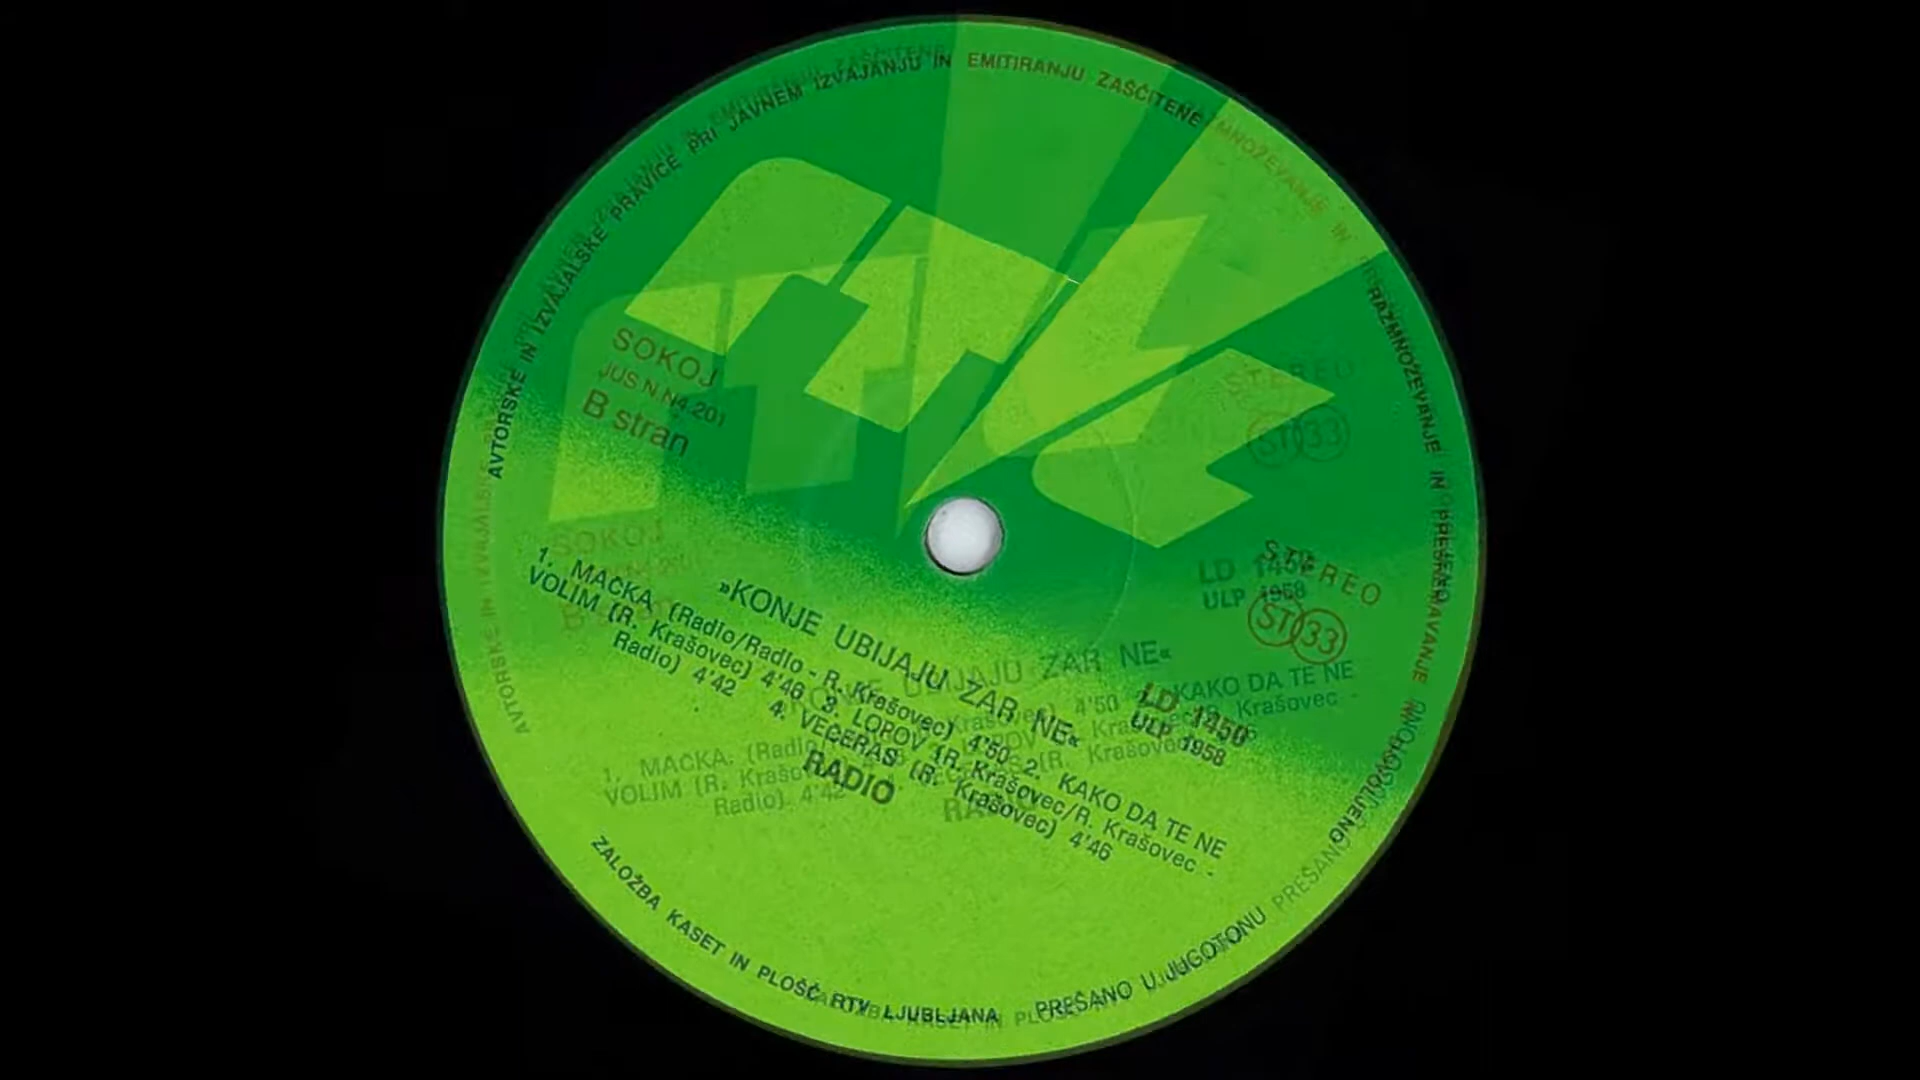 AVTORSKE IN IZVAJALSKE PRAVICE PRI JAVNEM IZVAJANJU IN EMITIRANJU ZAŠČITENE
RAZMNOŽEVANJE IN PRESNEMAVANJE NI DOVOLJENO
SOKOJ
JUS N.N4.201
B stran
STEREO
ST 33
LD 1450
ULP 1958
»KONJE UBIJAJU ZAR NE«
1. MAČKA (Radio/Radio - R. Krašovec) 4'50 2. KAKO DA TE NE
VOLIM (R. Krašovec) 4'46 3. LOPOV (R. Krašovec/R. Krašovec -
Radio) 4'42 4. VEČERAS (R. Krašovec) 4'46
RADIO
ZALOŽBA KASET IN PLOŠČ RTV LJUBLJANA PREŠANO U JUGOTONU